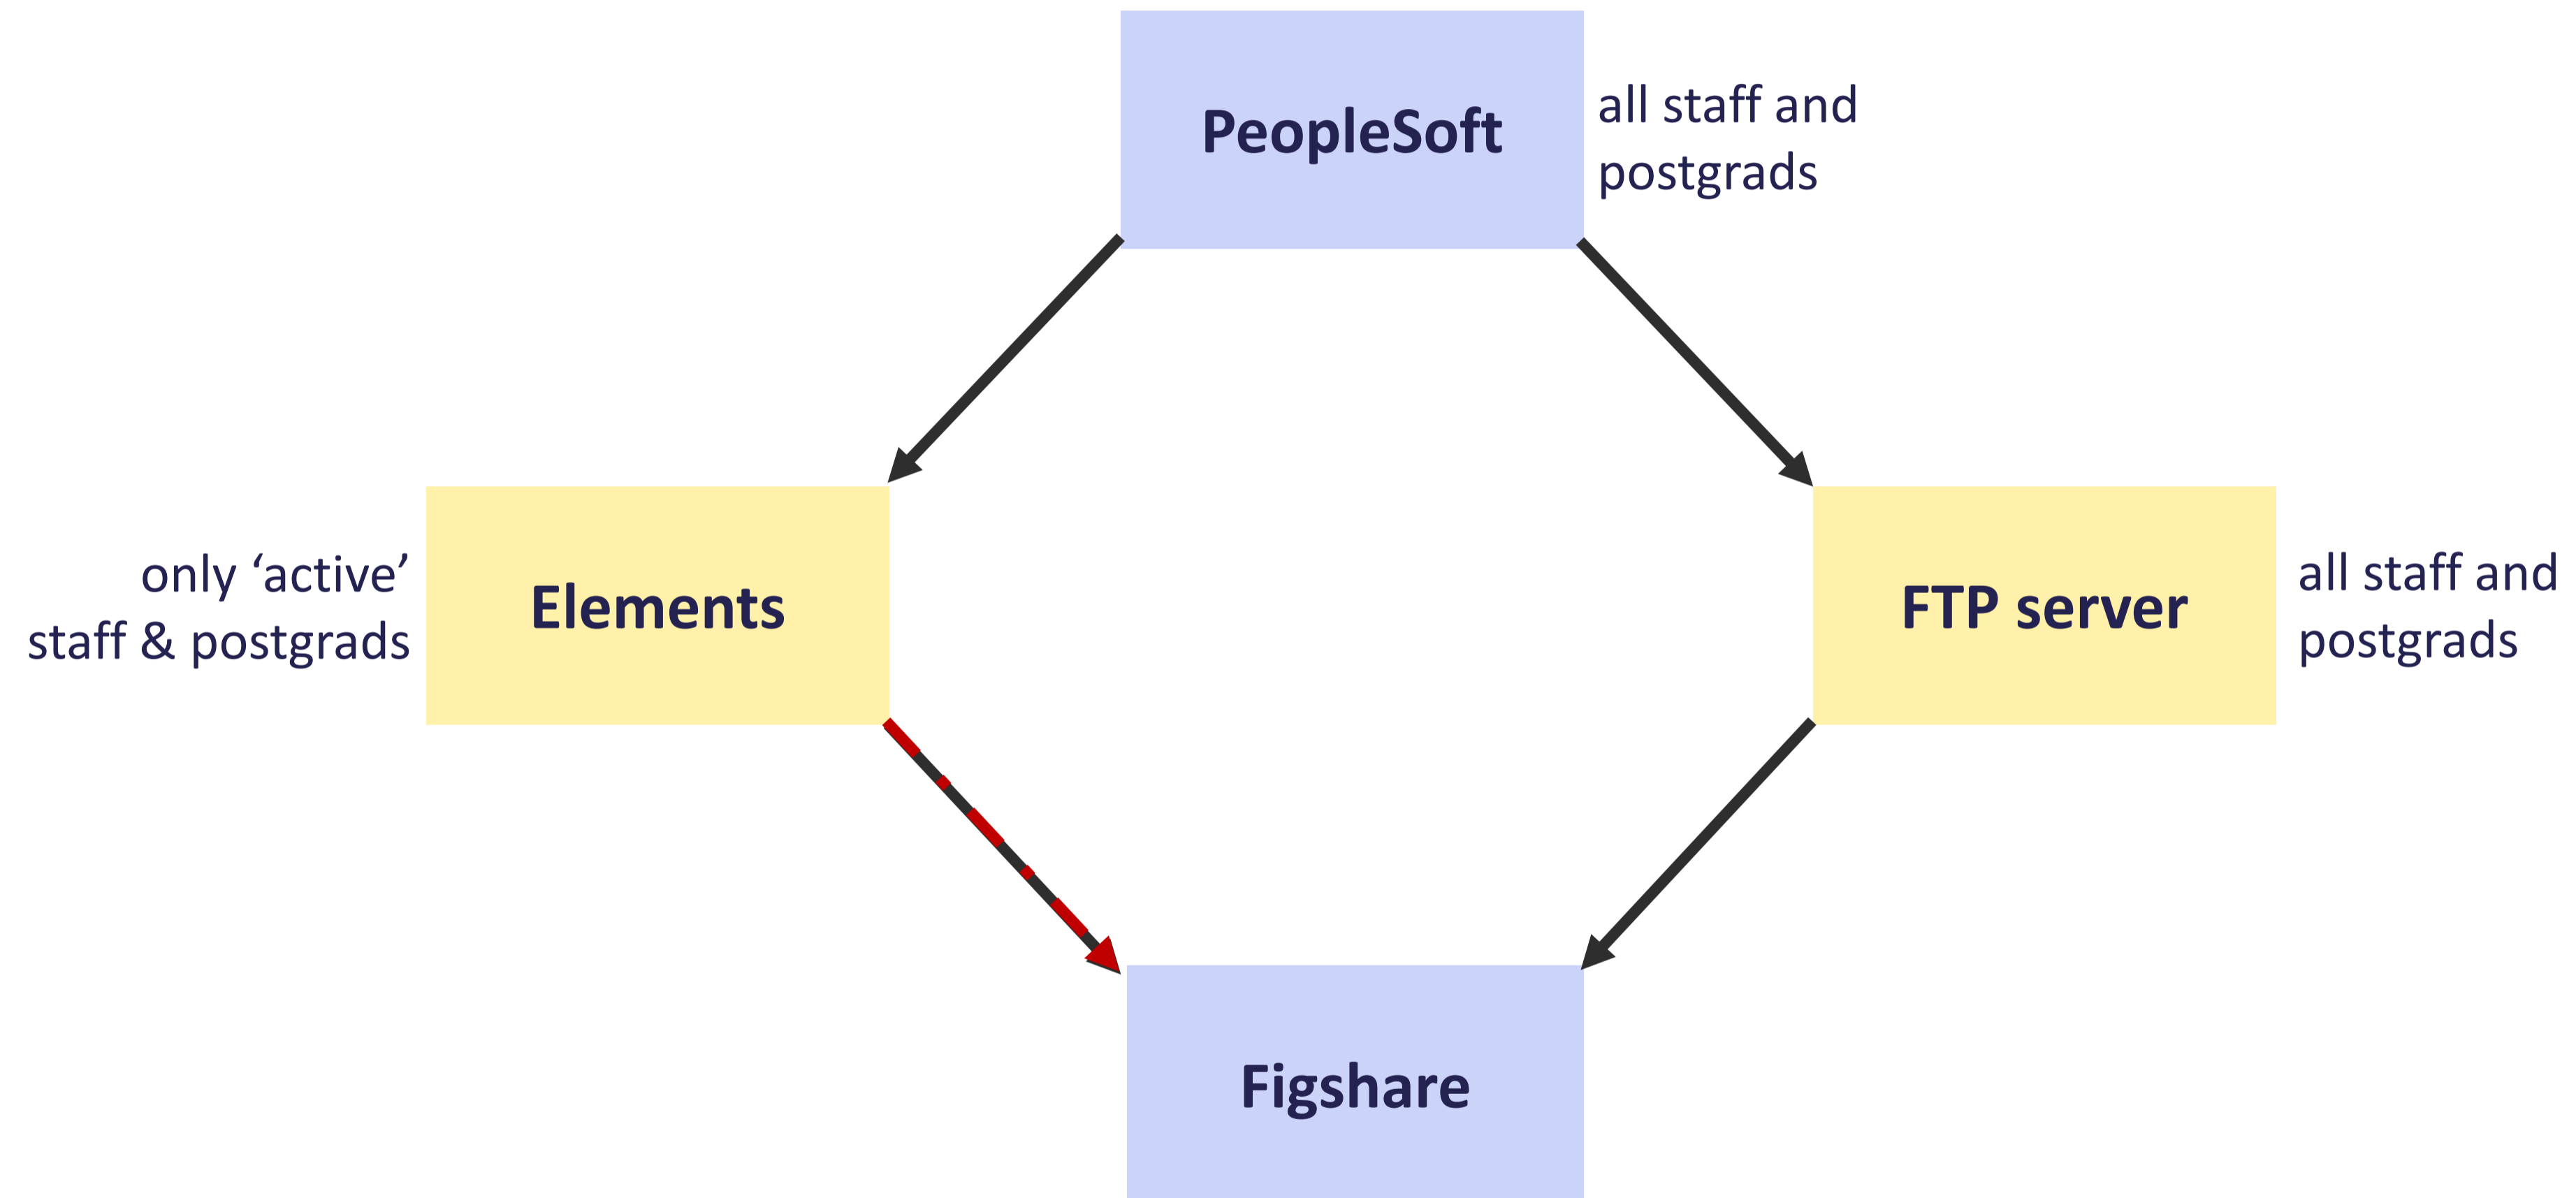 PeopleSoft
all staff and
postgrads
only ‘active’
staff & postgrads
Elements
FTP server
all staff and
postgrads
Figshare